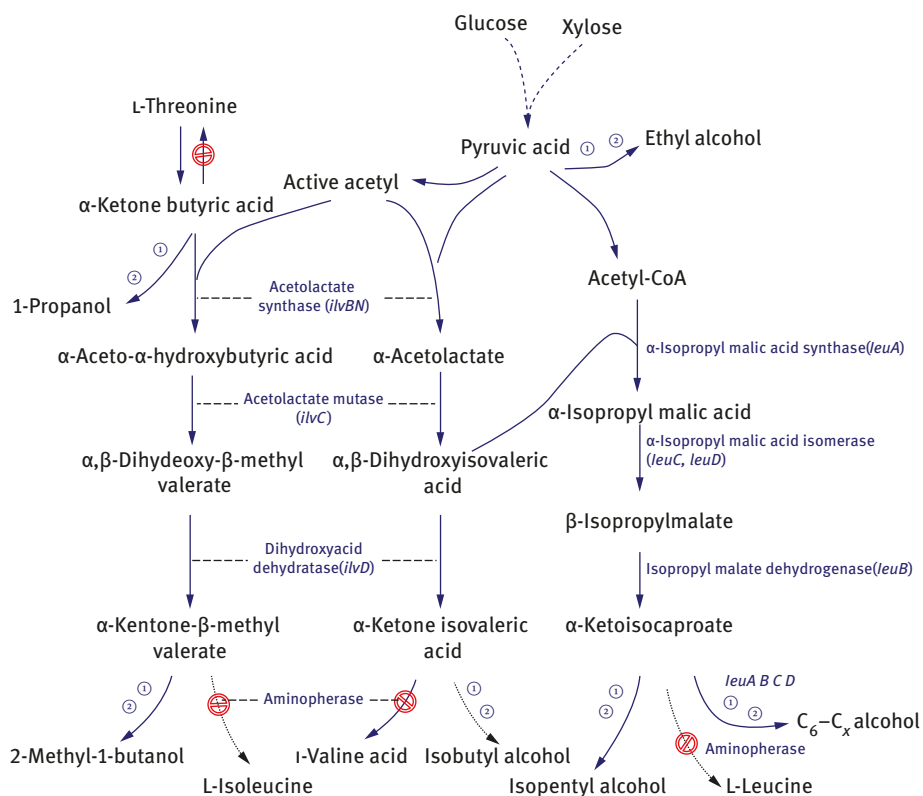 Glucose
Xylose
L-Threonine
Pyruvic acid
① ②
Ethyl alcohol
Active acetyl
α-Ketone butyric acid
①
②
1-Propanol
Acetyl-CoA
Acetolactate
synthase (ilvBN)
α-Aceto-α-hydroxybutyric acid
α-Acetolactate
α-Isopropyl malic acid synthase(leuA)
Acetolactate mutase
(ilvC)
α-Isopropyl malic acid
α,β-Dihydeoxy-β-methyl
valerate
α,β-Dihydroxyisovaleric
acid
α-Isopropyl malic acid isomerase
(leuC, leuD)
β-Isopropylmalate
Dihydroxyacid
dehydratase(ilvD)
Isopropyl malate dehydrogenase(leuB)
α-Kentone-β-methyl
valerate
α-Ketone isovaleric
acid
α-Ketoisocaproate
①
②
Aminopherase
①
②
①
②
leuA B C D
① ②
C6–Cx alcohol
2-Methyl-1-butanol
ı-Valine acid
Isobutyl alcohol
Aminopherase
L-Isoleucine
Isopentyl alcohol
L-Leucine